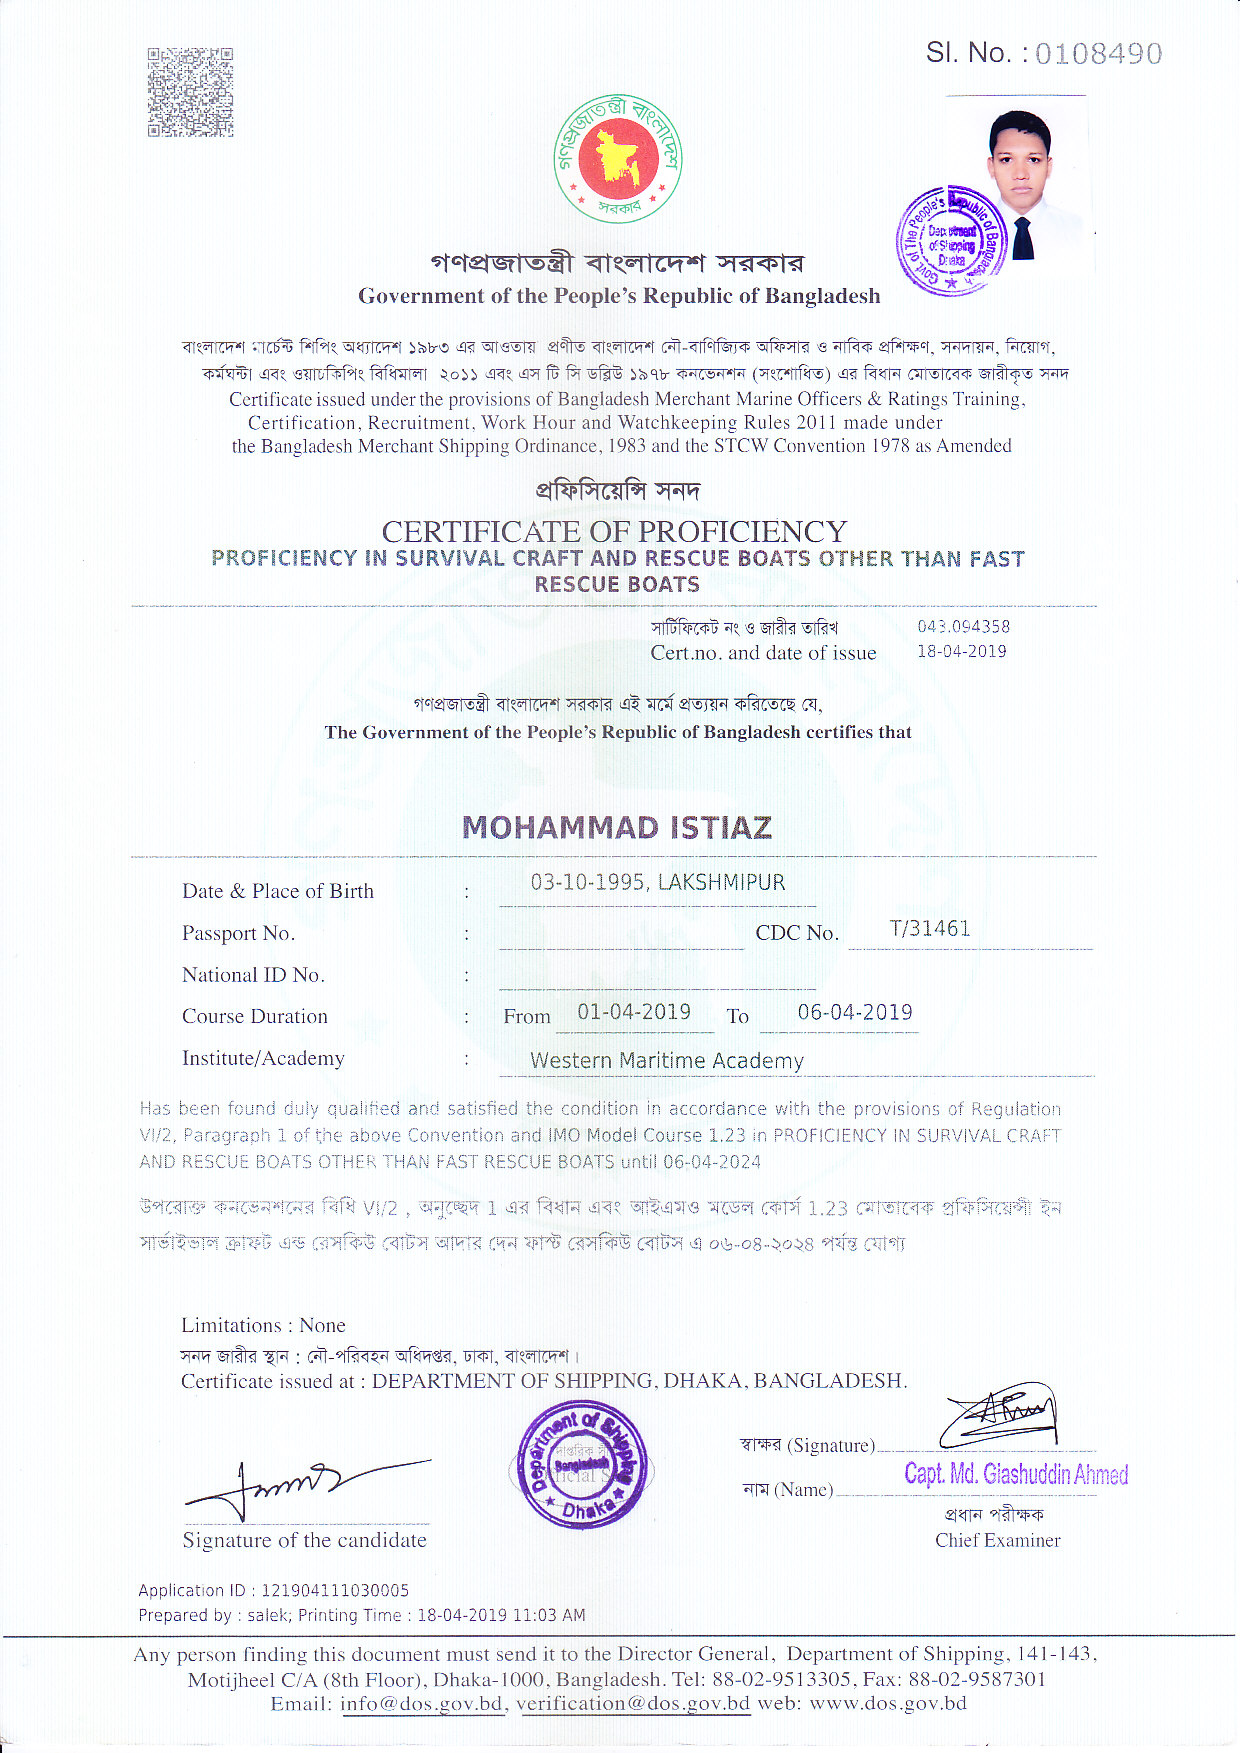 Sl. No. : 0108490
গণপ্রজাতন্ত্রী বাংলাদেশ
সরকার
Govt. of The People's Republic of Bangladesh
Department
of Shipping
Dhaka
গণপ্রজাতন্ত্রী বাংলাদেশ সরকার
Government of the People's Republic of Bangladesh
বাংলাদেশ মার্চেন্ট শিপিং অধ্যাদেশ ১৯৮৩ এর আওতায় প্রণীত বাংলাদেশ নৌ-বাণিজ্যিক অফিসার ও নাবিক প্রশিক্ষণ, সনদায়ন, নিয়োগ,
কর্মঘন্টা এবং ওয়াচকিপিং বিধিমালা ২০১১ এবং এস টি সি ডব্লিউ ১৯৭৮ কনভেনশন (সংশোধিত) এর বিধান মোতাবেক জারীকৃত সনদ
Certificate issued under the provisions of Bangladesh Merchant Marine Officers & Ratings Training,
Certification, Recruitment, Work Hour and Watchkeeping Rules 2011 made under
the Bangladesh Merchant Shipping Ordinance, 1983 and the STCW Convention 1978 as Amended
প্রফিসিয়েন্সি সনদ
CERTIFICATE OF PROFICIENCY
PROFICIENCY IN SURVIVAL CRAFT AND RESCUE BOATS OTHER THAN FAST
RESCUE BOATS
সার্টিফিকেট নং ও জারীর তারিখ 043.094358
Cert.no. and date of issue 18-04-2019
গণপ্রজাতন্ত্রী বাংলাদেশ সরকার এই মর্মে প্রত্যয়ন করিতেছে যে,
The Government of the People's Republic of Bangladesh certifies that
MOHAMMAD ISTIAZ
Date & Place of Birth : 03-10-1995, LAKSHMIPUR
Passport No. : CDC No. T/31461
National ID No. :
Course Duration : From 01-04-2019 To 06-04-2019
Institute/Academy : Western Maritime Academy
Has been found duly qualified and satisfied the condition in accordance with the provisions of Regulation
VI/2, Paragraph 1 of the above Convention and IMO Model Course 1.23 in PROFICIENCY IN SURVIVAL CRAFT
AND RESCUE BOATS OTHER THAN FAST RESCUE BOATS until 06-04-2024
উপরোক্ত কনভেনশনের বিধি VI/2 , অনুচ্ছেদ 1 এর বিধান এবং আইএমও মডেল কোর্স 1.23 মোতাবেক প্রফিসিয়েন্সী ইন
সার্ভাইভাল ক্রাফট এন্ড রেসকিউ বোটস আদার দেন ফাস্ট রেসকিউ বোটস এ ০৬-০৪-২০২৪ পর্যন্ত যোগ্য
Limitations : None
সনদ জারীর স্থান : নৌ-পরিবহন অধিদপ্তর, ঢাকা, বাংলাদেশ।
Certificate issued at : DEPARTMENT OF SHIPPING, DHAKA, BANGLADESH.
Department of Shipping
Bangladesh
Dhaka
স্বাক্ষর (Signature)
Capt. Md. Giashuddin Ahmed
নাম (Name)
প্রধান পরীক্ষক
Chief Examiner
Signature of the candidate
Application ID : 121904111030005
Prepared by : salek; Printing Time : 18-04-2019 11:03 AM
Any person finding this document must send it to the Director General, Department of Shipping, 141-143,
Motijheel C/A (8th Floor), Dhaka-1000, Bangladesh. Tel: 88-02-9513305, Fax: 88-02-9587301
Email: info@dos.gov.bd, verification@dos.gov.bd web: www.dos.gov.bd